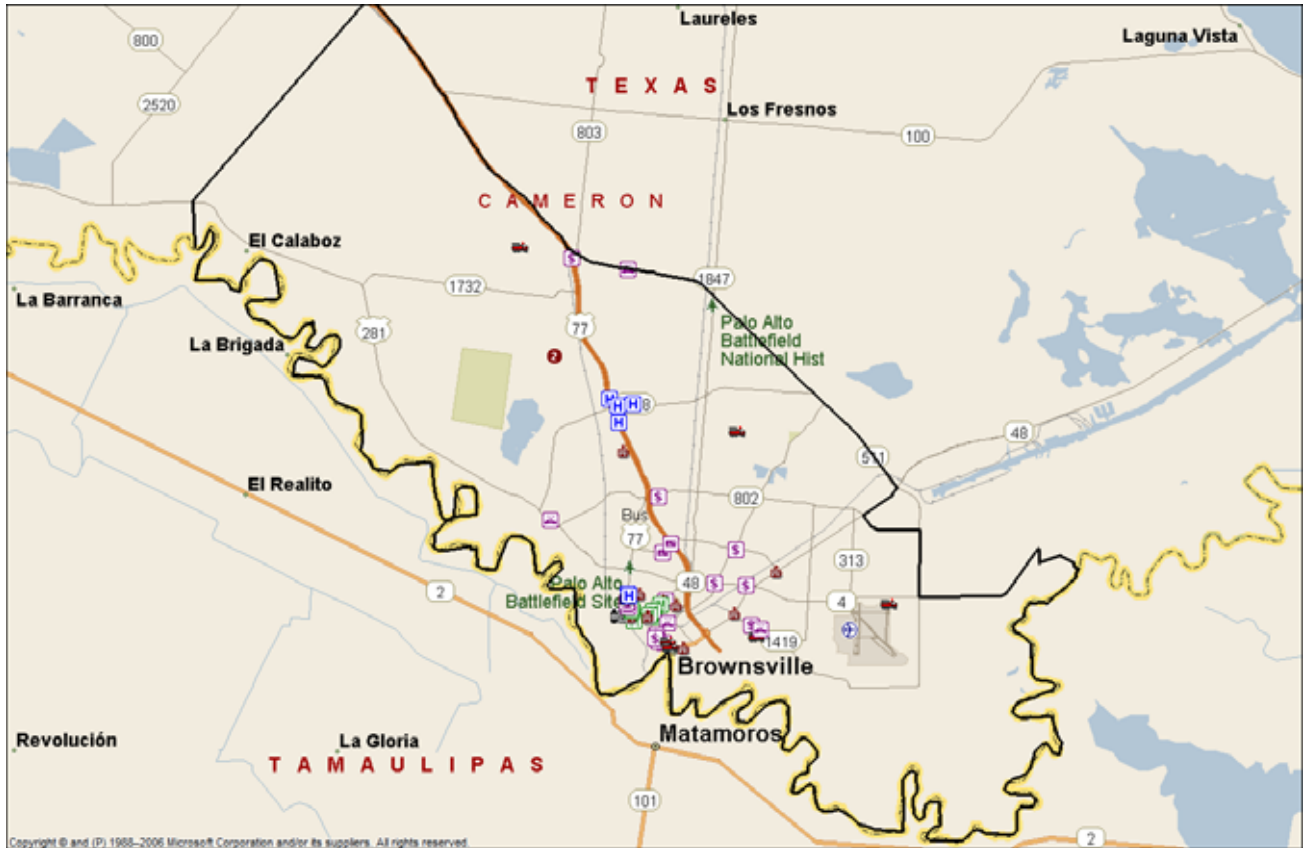 Laureles
Laguna Vista
800
TEXAS
2520
Los Fresnos
803
100
CAMERON
El Calaboz
1847
1732
La Barranca
281
77
Palo Alto
Battlefield
National Hist
La Brigada
2
H
H
H
8
H
48
511
El Realito
802
Bus
77
313
48
2
Palo Alto
Battlefield Site
H
4
1419
Brownsville
Revolución
La Gloria
Matamoros
TAMAULIPAS
101
2
Copyright © and (P) 1988–2006 Microsoft Corporation and/or its suppliers. All rights reserved.